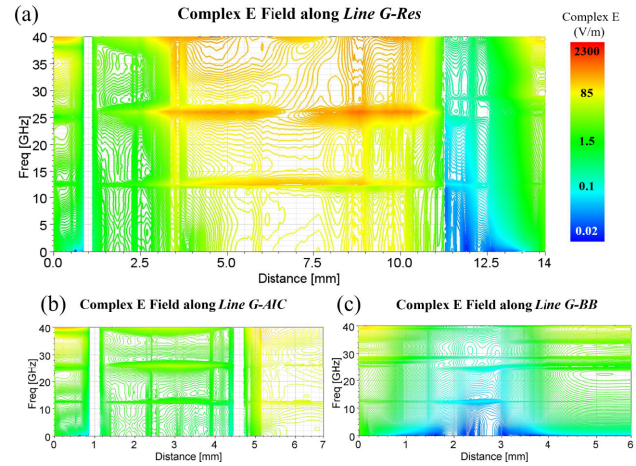 (a)
Complex E Field along Line G-Res
Complex E
(V/m)
2300
85
1.5
0.1
0.02
Freq [GHz]
40
35
30
25
20
15
10
5
0
0.0 2.5 5.0 7.5 10.0 12.5 14
Distance [mm]
(b) Complex E Field along Line G-AIC
Freq [GHz]
40
30
20
10
0
0 1 2 3 4 5 6.7
Distance [mm]
(c) Complex E Field along Line G-BB
Freq [GHz]
40
30
20
10
0
0 1 2 3 4 5 6
Distance [mm]